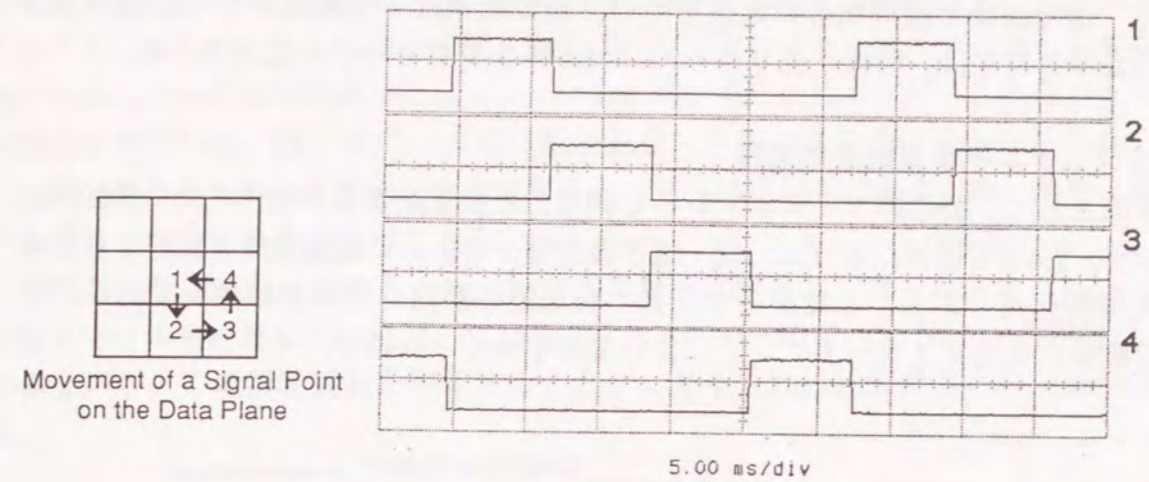 1
2
3
4
1 4
2 3
Movement of a Signal Point
on the Data Plane
5.00 ms/div